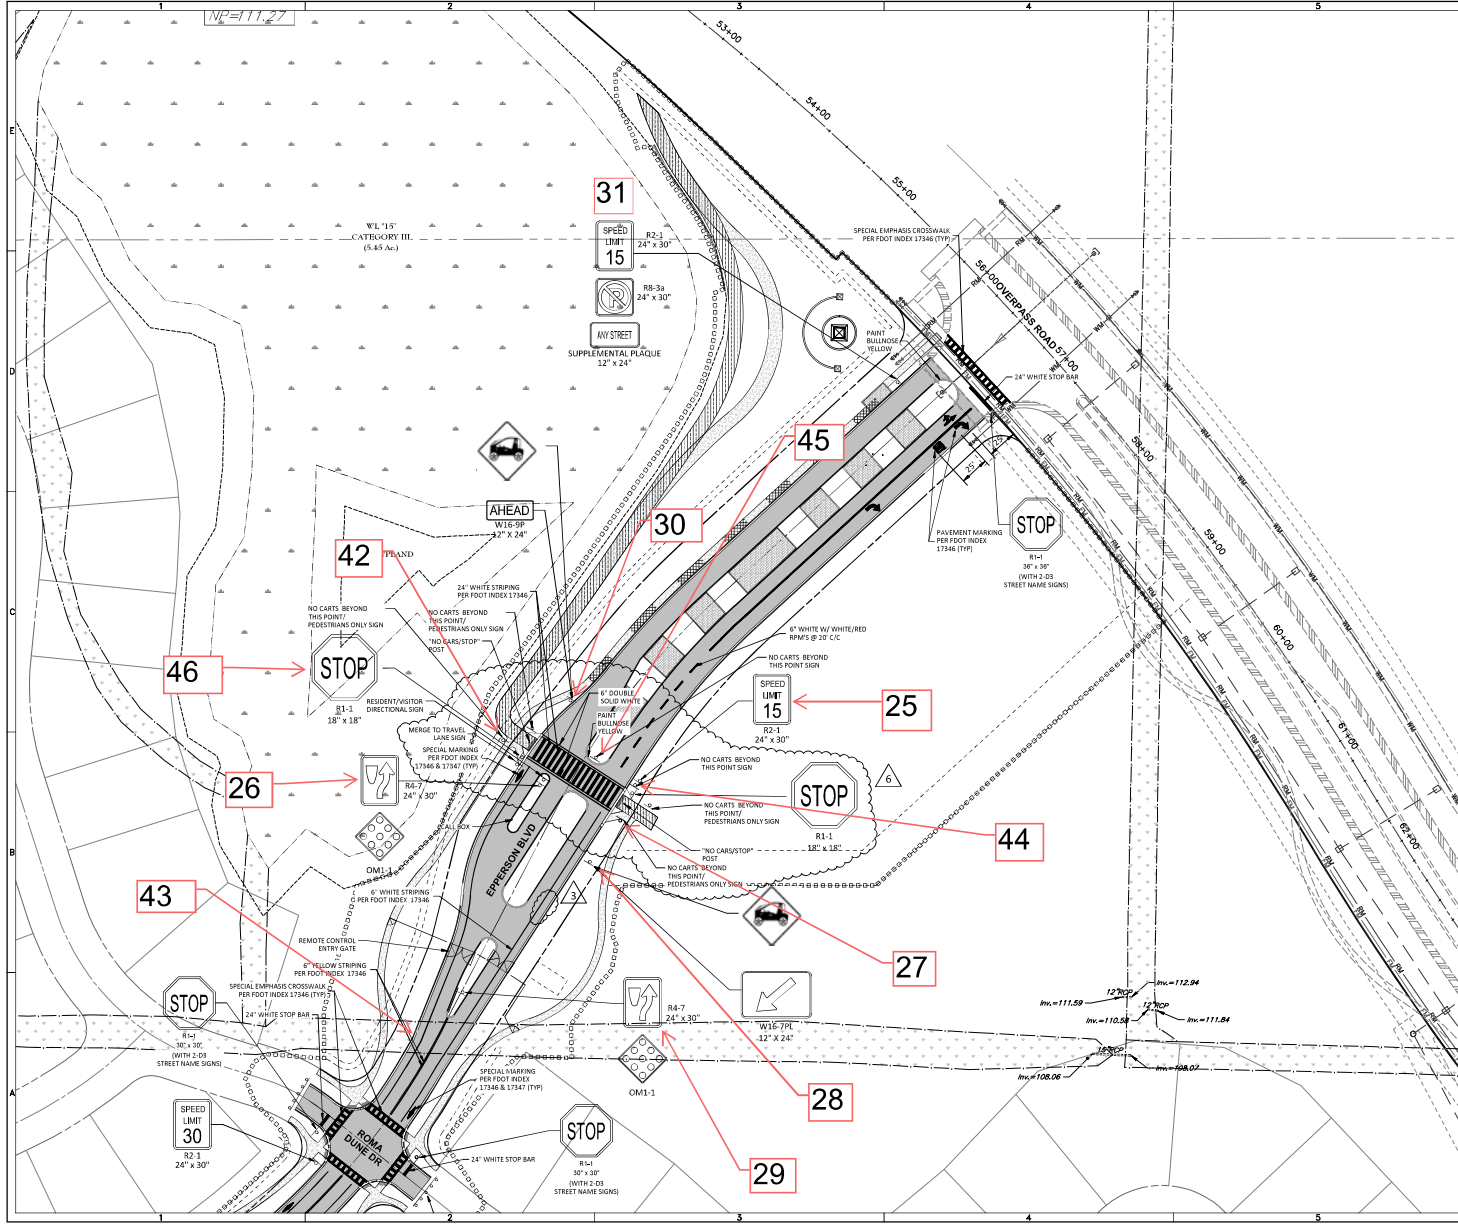 1
2
3
4
5
NP=111.27
53+00
54+00
55+00
E
31
WL "15"
CATEGORY III
(5.45 Ac.)
SPEED
LIMIT
15
R2-1
24" x 30"
SPECIAL EMPHASIS CROSSWALK
PER FDOT INDEX 17346 (TYP)
R8-3a
24" x 30"
ANY STREET
SUPPLEMENTAL PLAQUE
12" x 24"
56+00
OVERPASS ROAD
57+00
PAINT
BULLNOSE
YELLOW
24" WHITE STOP BAR
D
45
58+00
25'
25'
AHEAD
W16-9P
12" X 24"
30
STOP
R1-1
36" x 36"
(WITH 2-D3
STREET NAME SIGNS)
PAVEMENT MARKING
PER FDOT INDEX
17346 (TYP)
59+00
42
24" WHITE STRIPING
PER FDOT INDEX 17346
C
NO CARTS BEYOND
THIS POINT/
PEDESTRIANS ONLY SIGN
NO CARTS BEYOND
THIS POINT/
PEDESTRIANS ONLY SIGN
"NO CARS/STOP"
POST
6" WHITE W/ WHITE/RED
RPM'S @ 20' C/C
60+00
46
STOP
R1-1
18" x 18"
NO CARTS BEYOND
THIS POINT SIGN
SPEED
LIMIT
15
R2-1
24" x 30"
25
RESIDENT/VISITOR
DIRECTIONAL SIGN
6" DOUBLE
SOLID WHITE
PAINT
BULLNOSE
YELLOW
61+00
MERGE TO TRAVEL
LANE SIGN
SPECIAL MARKING
PER FDOT INDEX
17346 & 17347 (TYP)
NO CARTS BEYOND
THIS POINT SIGN
6
26
R4-7
24" x 30"
STOP
R1-1
18" x 18"
NO CARTS BEYOND
THIS POINT/
PEDESTRIANS ONLY SIGN
CALL BOX
62+00
44
B
EPPERSON BLVD
"NO CARS/STOP"
POST
NO CARTS BEYOND
THIS POINT/
PEDESTRIANS ONLY SIGN
OM1-1
43
6" WHITE STRIPING
PER FDOT INDEX 17346
3
REMOTE CONTROL
ENTRY GATE
6" YELLOW STRIPING
PER FDOT INDEX 17346
27
SPECIAL EMPHASIS CROSSWALK
PER FDOT INDEX 17346 (TYP)
STOP
R1-1
30" x 30"
(WITH 2-D3
STREET NAME SIGNS)
24" WHITE STOP BAR
R4-7
24" x 30"
W16-7PL
12" X 24"
12"RCP
Inv.=112.94
Inv.=111.59
12"RCP
Inv.=110.58
Inv.=111.84
15"RCP
Inv.=108.06
Inv.=108.07
OM1-1
SPECIAL MARKING
PER FDOT INDEX
17346 & 17347 (TYP)
28
A
SPEED
LIMIT
30
R2-1
24" x 30"
ROMA
DUNE DR
STOP
R1-1
30" x 30"
(WITH 2-D3
STREET NAME SIGNS)
24" WHITE STOP BAR
29
1
2
3
4
5